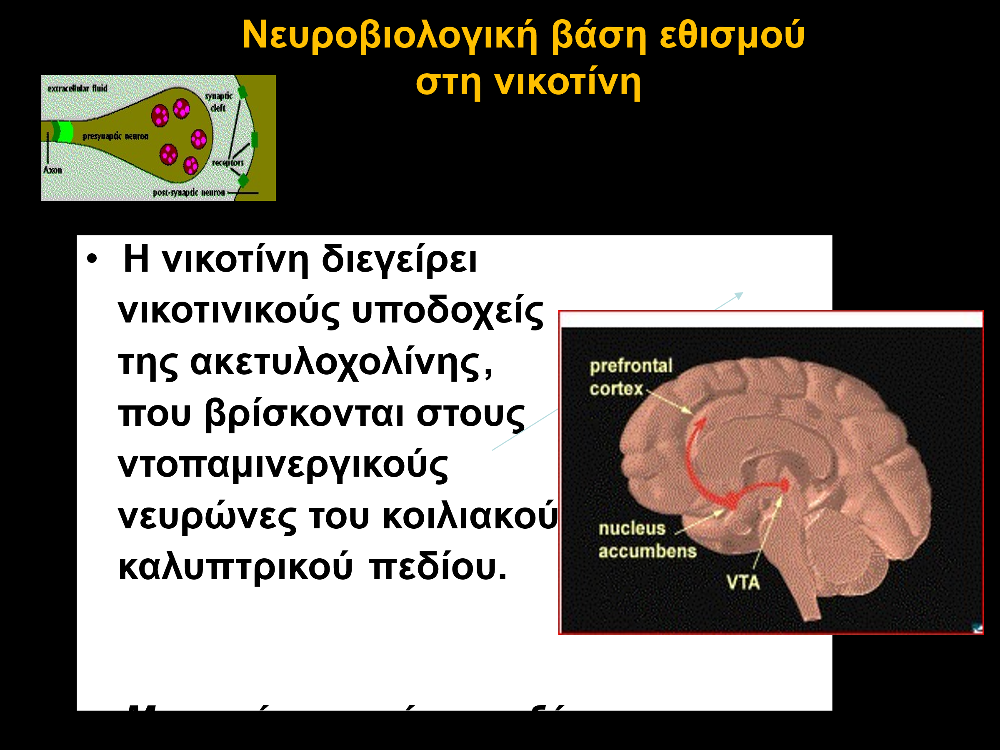 Νευροβιολογική βάση εθισμού
στη νικοτίνη
extracellular fluid
synaptic
cleft
presynaptic neuron
receptors
Axon
post-synaptic neuron
• Η νικοτίνη διεγείρει
νικοτινικούς υποδοχείς
της ακετυλοχολίνης,
που βρίσκονται στους
ντοπαμινεργικούς
νευρώνες του κοιλιακού
καλυπτρικού πεδίου.
prefrontal
cortex
nucleus
accumbens
VTA